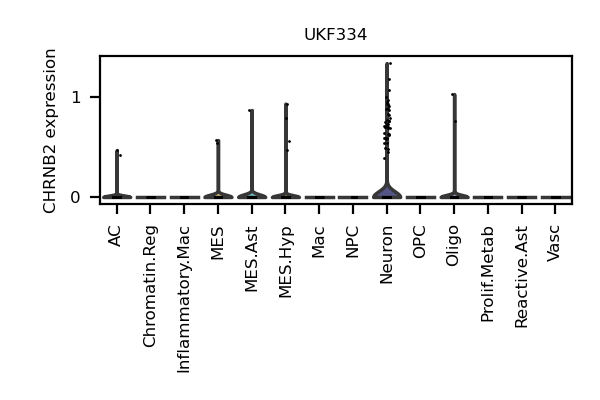 UKF334
CHRNB2 expression
1
0
AC
Chromatin.Reg
Inflammatory.Mac
MES
MES.Ast
MES.Hyp
Mac
NPC
Neuron
OPC
Oligo
Prolif.Metab
Reactive.Ast
Vasc